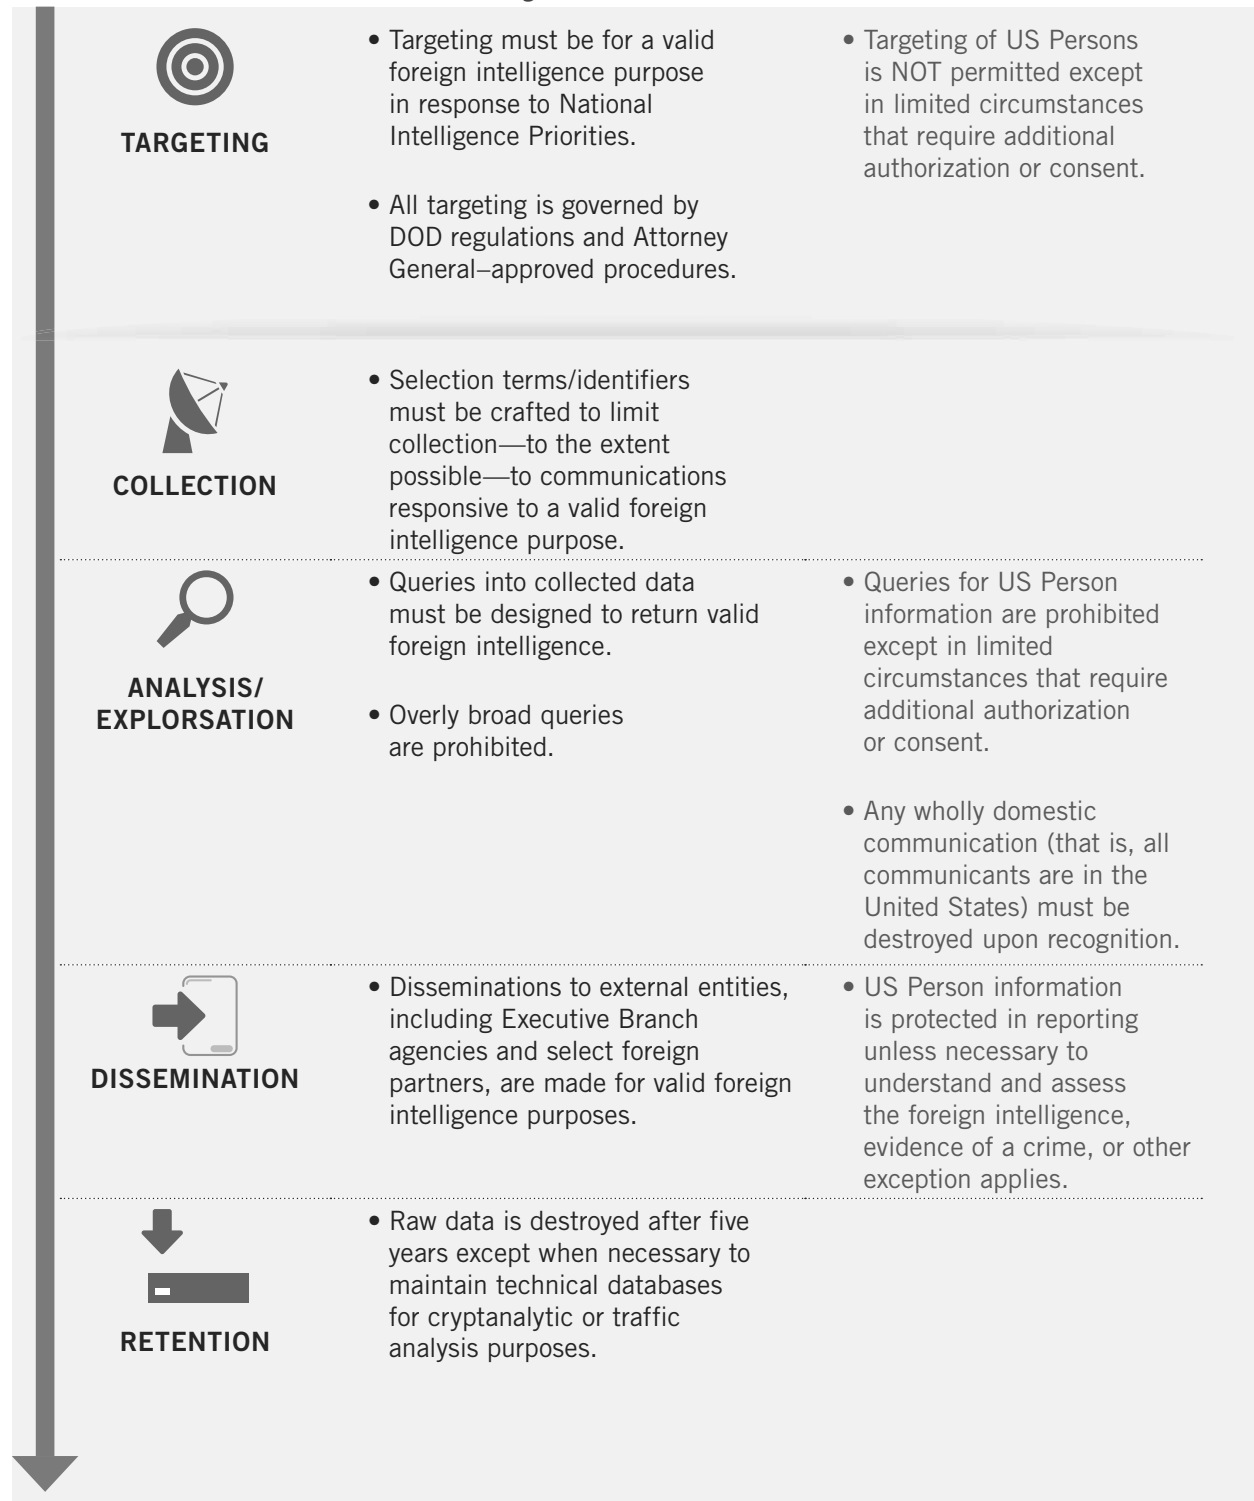 TARGETING
• Targeting must be for a valid
foreign intelligence purpose
in response to National
Intelligence Priorities.
• All targeting is governed by
DOD regulations and Attorney
General–approved procedures.
• Targeting of US Persons
is NOT permitted except
in limited circumstances
that require additional
authorization or consent.
COLLECTION
• Selection terms/identifiers
must be crafted to limit
collection—to the extent
possible—to communications
responsive to a valid foreign
intelligence purpose.
ANALYSIS/
EXPLORSATION
• Queries into collected data
must be designed to return valid
foreign intelligence.
• Overly broad queries
are prohibited.
• Queries for US Person
information are prohibited
except in limited
circumstances that require
additional authorization
or consent.
• Any wholly domestic
communication (that is, all
communicants are in the
United States) must be
destroyed upon recognition.
DISSEMINATION
• Disseminations to external entities,
including Executive Branch
agencies and select foreign
partners, are made for valid foreign
intelligence purposes.
• US Person information
is protected in reporting
unless necessary to
understand and assess
the foreign intelligence,
evidence of a crime, or other
exception applies.
RETENTION
• Raw data is destroyed after five
years except when necessary to
maintain technical databases
for cryptanalytic or traffic
analysis purposes.